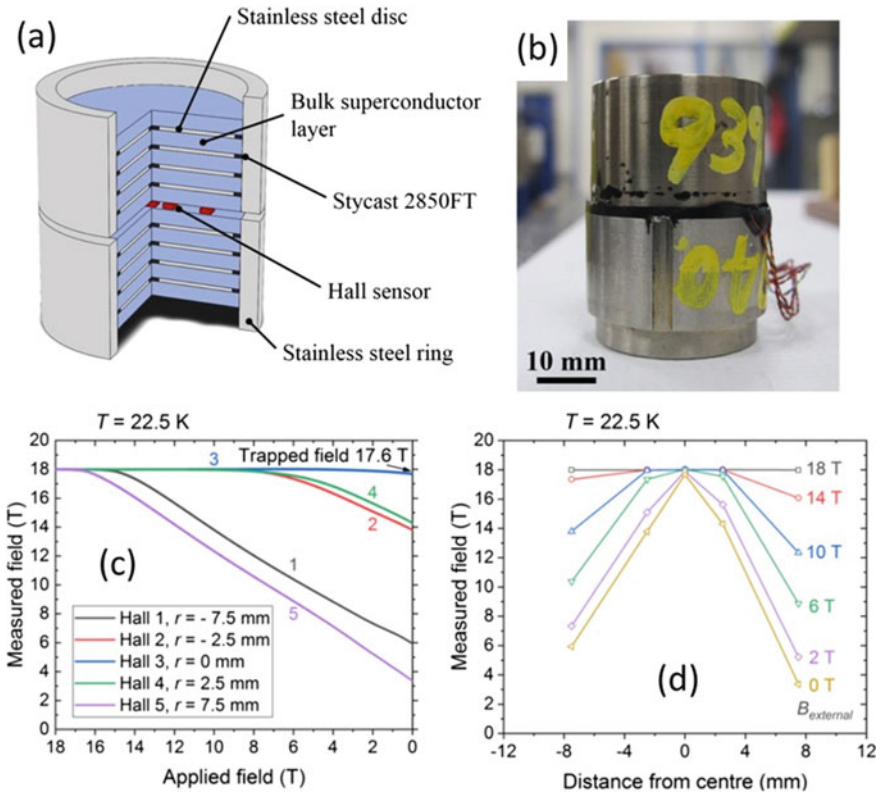 (a)
Stainless steel disc
Bulk superconductor
layer
Stycast 2850FT
Hall sensor
Stainless steel ring
(b)
939
10 mm
T = 22.5 K
Trapped field 17.6 T
3
4
2
1
5
(c)
Hall 1, r = - 7.5 mm
Hall 2, r = - 2.5 mm
Hall 3, r = 0 mm
Hall 4, r = 2.5 mm
Hall 5, r = 7.5 mm
20
18
16
14
12
10
8
6
4
2
0
Measured field (T)
18 16 14 12 10 8 6 4 2 0
Applied field (T)
T = 22.5 K
18 T
14 T
10 T
6 T
2 T
0 T
B external
(d)
20
18
16
14
12
10
8
6
4
2
0
Measured field (T)
-12 -8 -4 0 4 8 12
Distance from centre (mm)